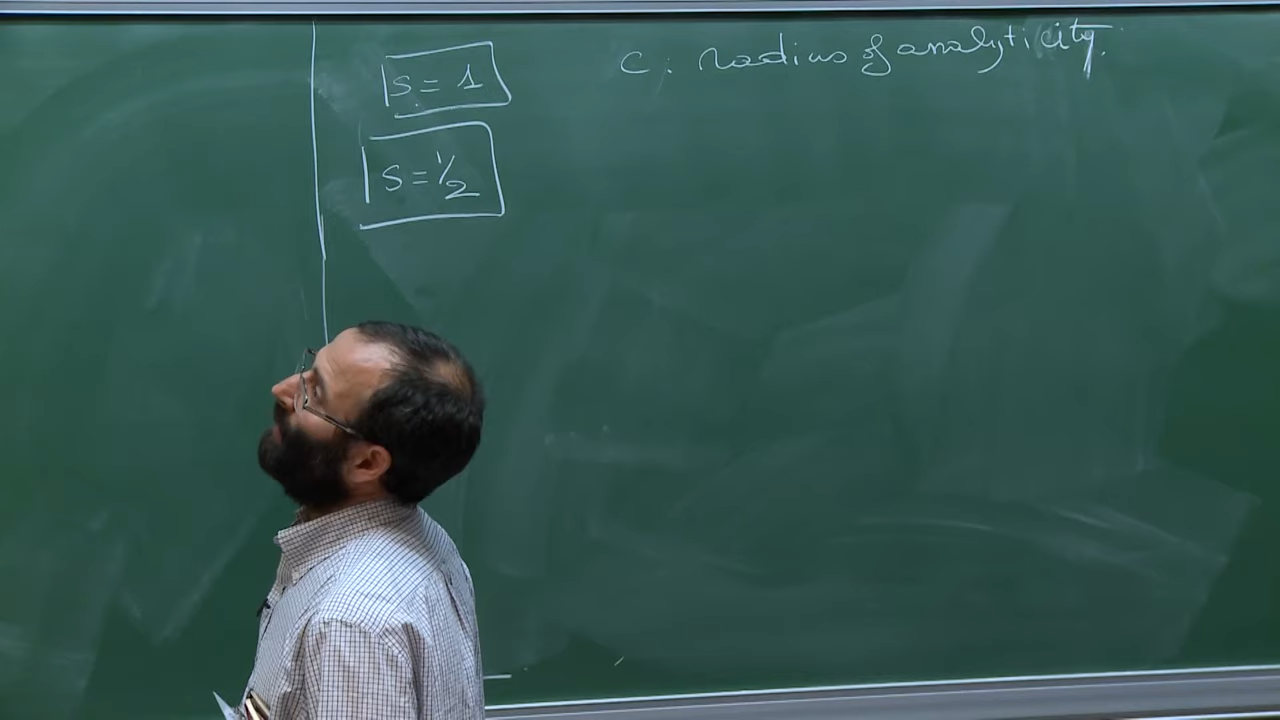 s = 1
s = 1/2
c : radius of analyticity.